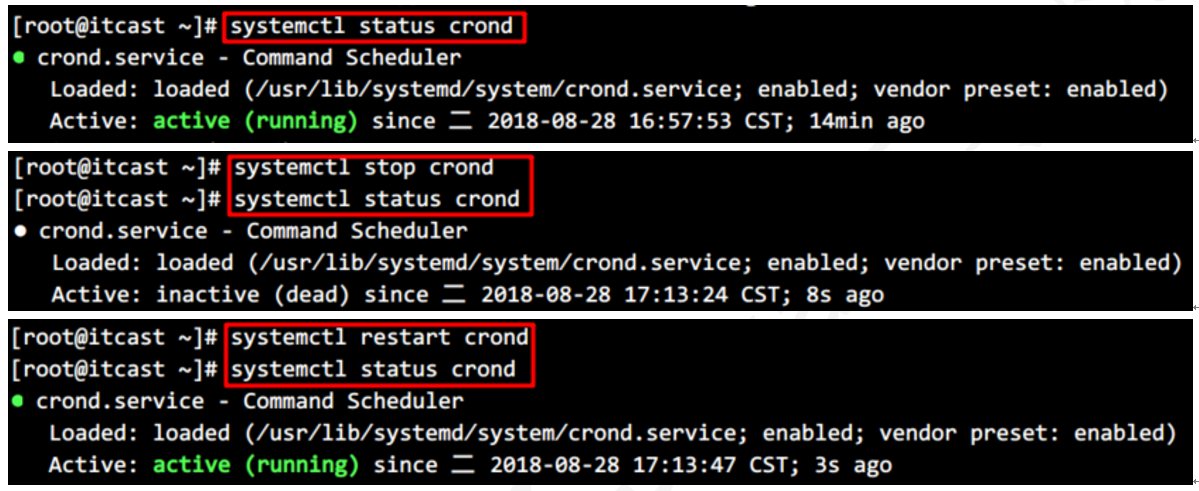 [root@itcast ~]# systemctl status crond
● crond.service - Command Scheduler
Loaded: loaded (/usr/lib/systemd/system/crond.service; enabled; vendor preset: enabled)
Active: active (running) since 二 2018-08-28 16:57:53 CST; 14min ago
[root@itcast ~]# systemctl stop crond
[root@itcast ~]# systemctl status crond
● crond.service - Command Scheduler
Loaded: loaded (/usr/lib/systemd/system/crond.service; enabled; vendor preset: enabled)
Active: inactive (dead) since 二 2018-08-28 17:13:24 CST; 8s ago
[root@itcast ~]# systemctl restart crond
[root@itcast ~]# systemctl status crond
● crond.service - Command Scheduler
Loaded: loaded (/usr/lib/systemd/system/crond.service; enabled; vendor preset: enabled)
Active: active (running) since 二 2018-08-28 17:13:47 CST; 3s ago